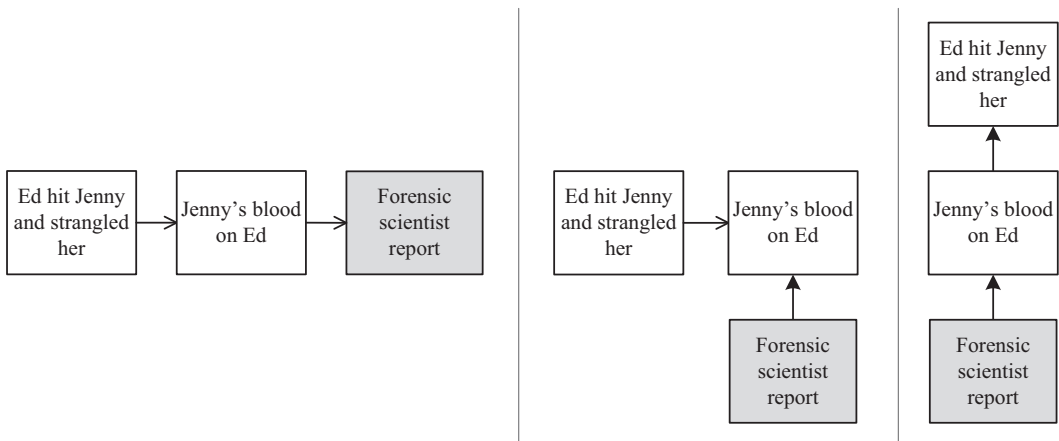 Ed hit Jenny
and strangled
her
Jenny's blood
on Ed
Forensic
scientist
report
Ed hit Jenny
and strangled
her
Jenny's blood
on Ed
Forensic
scientist
report
Ed hit Jenny
and strangled
her
Jenny's blood
on Ed
Forensic
scientist
report